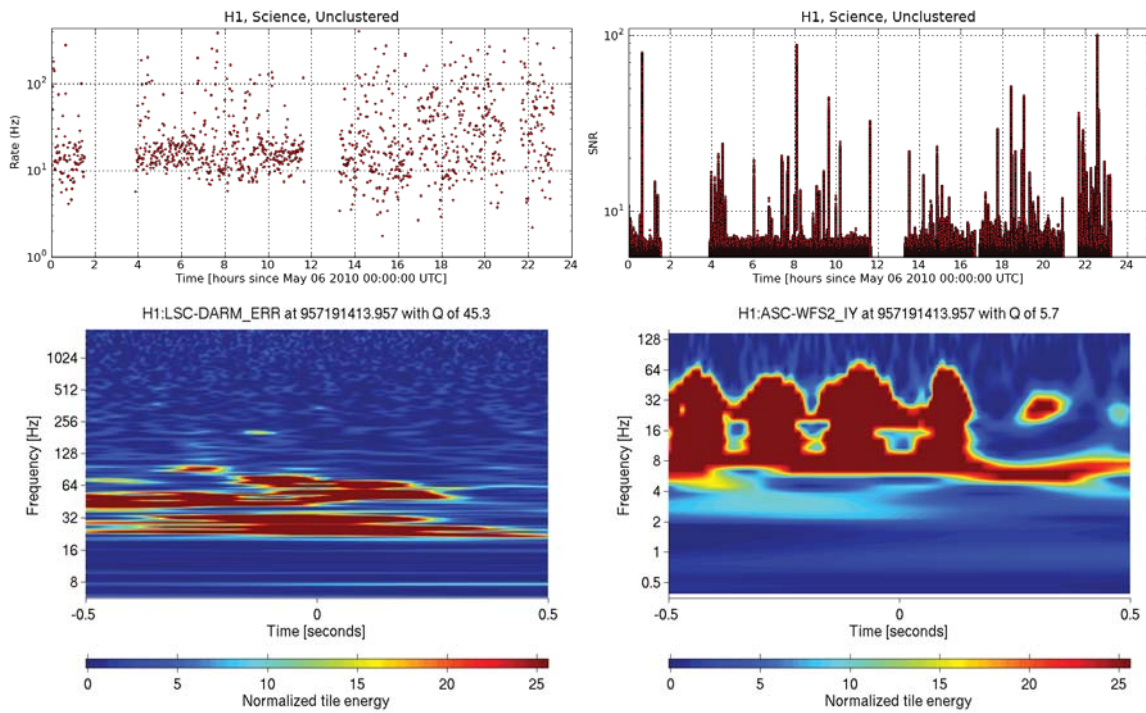 H1, Science, Unclustered
Rate (Hz)
10^2
10^1
10^0
0 2 4 6 8 10 12 14 16 18 20 22 24
Time [hours since May 06 2010 00:00:00 UTC]
H1, Science, Unclustered
SNR
10^2
10^1
0 2 4 6 8 10 12 14 16 18 20 22 24
Time [hours since May 06 2010 00:00:00 UTC]
H1:LSC-DARM_ERR at 957191413.957 with Q of 45.3
Frequency [Hz]
1024
512
256
128
64
32
16
8
-0.5 0 0.5
Time [seconds]
0 5 10 15 20 25
Normalized tile energy
H1:ASC-WFS2_IY at 957191413.957 with Q of 5.7
Frequency [Hz]
128
64
32
16
8
4
2
1
0.5
-0.5 0 0.5
Time [seconds]
0 5 10 15 20 25
Normalized tile energy